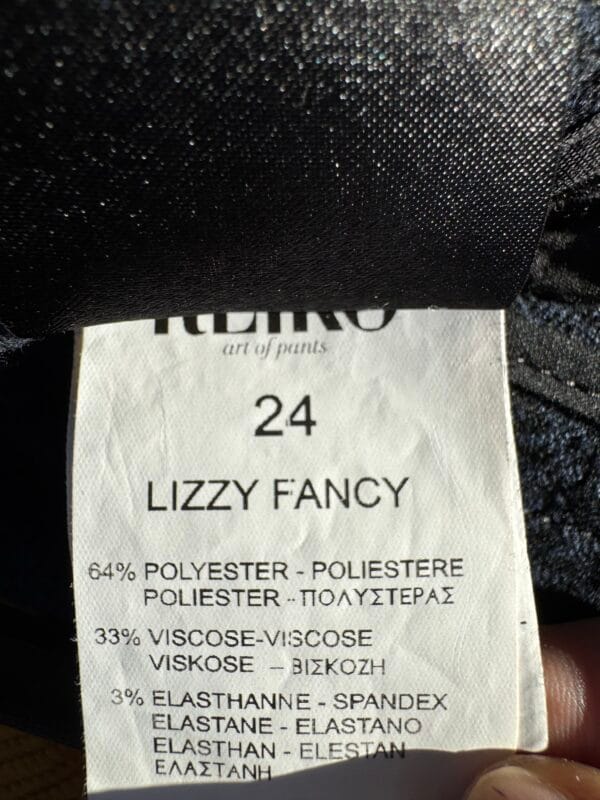 REIKO
art of pants
24
LIZZY FANCY
64% POLYESTER - POLIESTERE
POLIESTER - ΠΟΛΥΣΤΕΡΑΣ
33% VISCOSE-VISCOSE
VISKOSE - ΒΙΣΚΟΖΗ
3% ELASTHANNE - SPANDEX
ELASTANE - ELASTANO
ELASTHAN - ELESTAN
ΕΛΑΣΤΑΝΗ